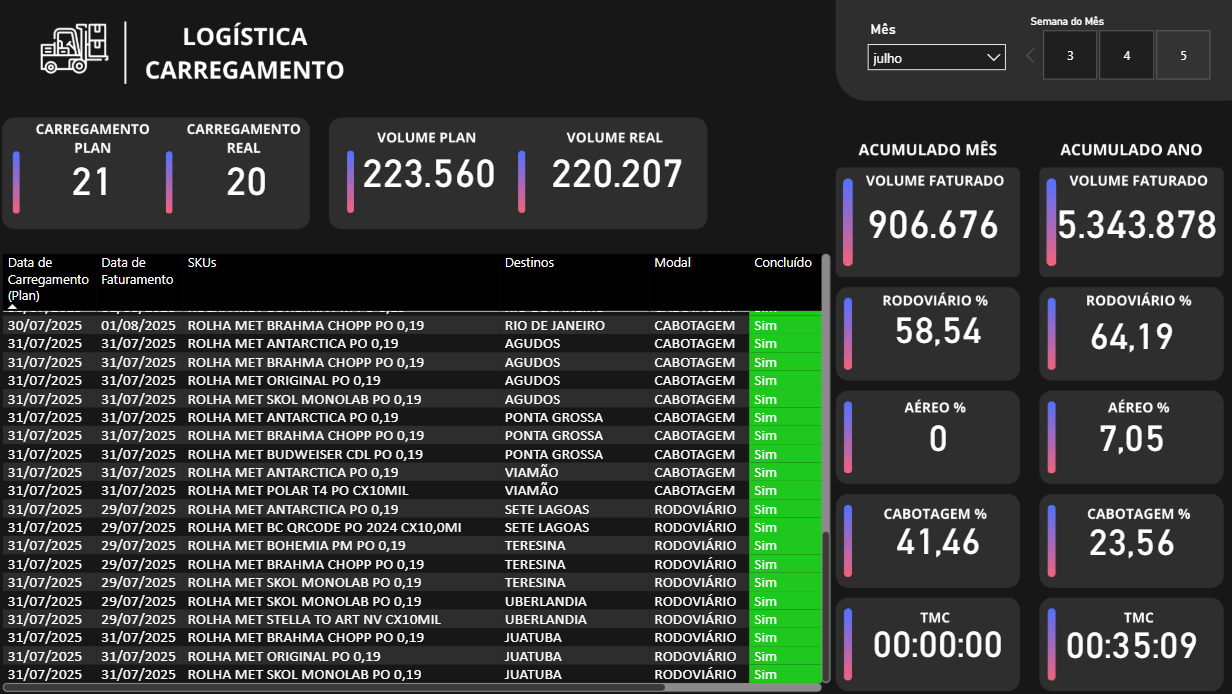 LOGÍSTICA
CARREGAMENTO
Mês
julho
Semana do Mês
3 4 5
CARREGAMENTO PLAN
21
CARREGAMENTO REAL
20
VOLUME PLAN
223.560
VOLUME REAL
220.207
ACUMULADO MÊS
VOLUME FATURADO
906.676
RODOVIÁRIO %
58,54
AÉREO %
0
CABOTAGEM %
41,46
TMC
00:00:00
ACUMULADO ANO
VOLUME FATURADO
5.343.878
RODOVIÁRIO %
64,19
AÉREO %
7,05
CABOTAGEM %
23,56
TMC
00:35:09
Data de Carregamento (Plan) Data de Faturamento SKUs Destinos Modal Concluído
30/07/2025 01/08/2025 ROLHA MET BRAHMA CHOPP PO 0,19 RIO DE JANEIRO CABOTAGEM Sim
31/07/2025 31/07/2025 ROLHA MET ANTARCTICA PO 0,19 AGUDOS CABOTAGEM Sim
31/07/2025 31/07/2025 ROLHA MET BRAHMA CHOPP PO 0,19 AGUDOS CABOTAGEM Sim
31/07/2025 31/07/2025 ROLHA MET ORIGINAL PO 0,19 AGUDOS CABOTAGEM Sim
31/07/2025 31/07/2025 ROLHA MET SKOL MONOLAB PO 0,19 AGUDOS CABOTAGEM Sim
31/07/2025 31/07/2025 ROLHA MET ANTARCTICA PO 0,19 PONTA GROSSA CABOTAGEM Sim
31/07/2025 31/07/2025 ROLHA MET BRAHMA CHOPP PO 0,19 PONTA GROSSA CABOTAGEM Sim
31/07/2025 31/07/2025 ROLHA MET BUDWEISER CDL PO 0,19 PONTA GROSSA CABOTAGEM Sim
31/07/2025 31/07/2025 ROLHA MET ANTARCTICA PO 0,19 VIAMÃO CABOTAGEM Sim
31/07/2025 31/07/2025 ROLHA MET POLAR T4 PO CX10MIL VIAMÃO CABOTAGEM Sim
31/07/2025 29/07/2025 ROLHA MET ANTARCTICA PO 0,19 SETE LAGOAS RODOVIÁRIO Sim
31/07/2025 29/07/2025 ROLHA MET BC QRCODE PO 2024 CX10,0MI SETE LAGOAS RODOVIÁRIO Sim
31/07/2025 29/07/2025 ROLHA MET BOHEMIA PM PO 0,19 TERESINA RODOVIÁRIO Sim
31/07/2025 29/07/2025 ROLHA MET BRAHMA CHOPP PO 0,19 TERESINA RODOVIÁRIO Sim
31/07/2025 29/07/2025 ROLHA MET SKOL MONOLAB PO 0,19 TERESINA RODOVIÁRIO Sim
31/07/2025 29/07/2025 ROLHA MET SKOL MONOLAB PO 0,19 UBERLANDIA RODOVIÁRIO Sim
31/07/2025 29/07/2025 ROLHA MET STELLA TO ART NV CX10MIL UBERLANDIA RODOVIÁRIO Sim
31/07/2025 31/07/2025 ROLHA MET BRAHMA CHOPP PO 0,19 JUATUBA RODOVIÁRIO Sim
31/07/2025 31/07/2025 ROLHA MET ORIGINAL PO 0,19 JUATUBA RODOVIÁRIO Sim
31/07/2025 31/07/2025 ROLHA MET SKOL MONOLAB PO 0,19 JUATUBA RODOVIÁRIO Sim